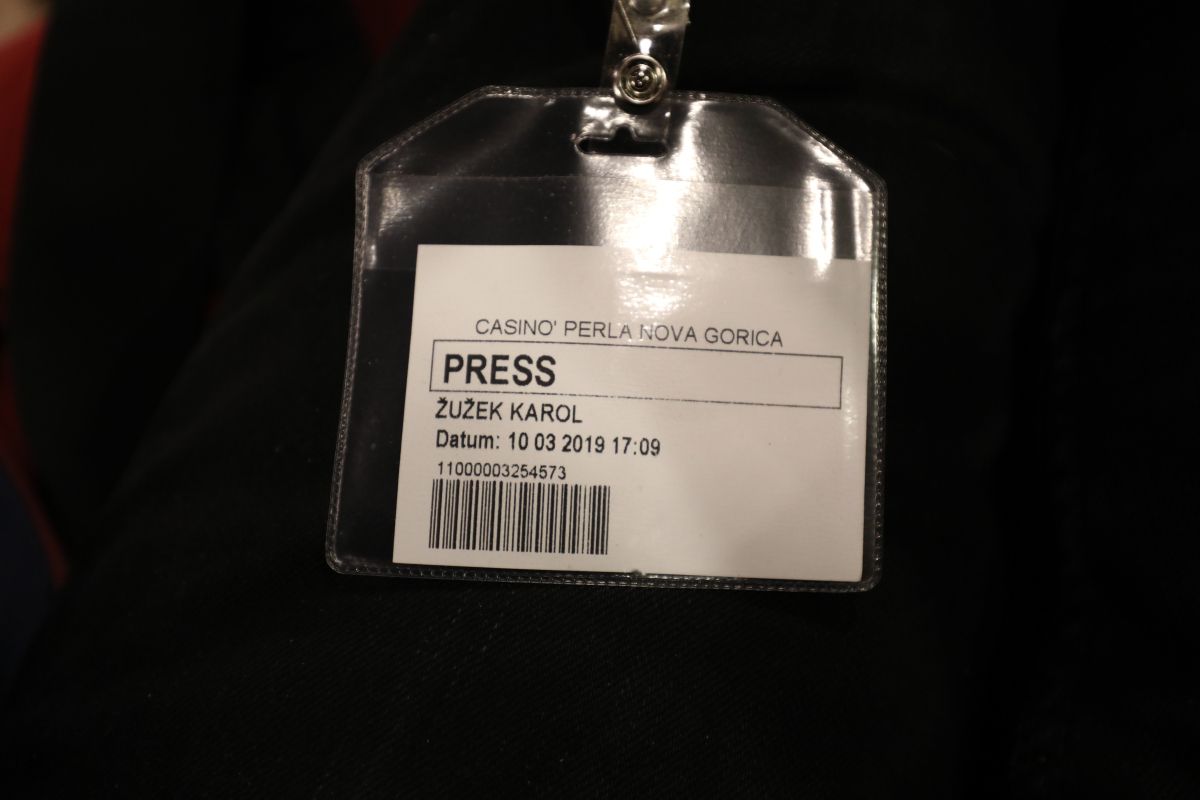 CASINO' PERLA NOVA GORICA
PRESS
ŽUŽEK KAROL
Datum: 10 03 2019 17:09
11000003254573